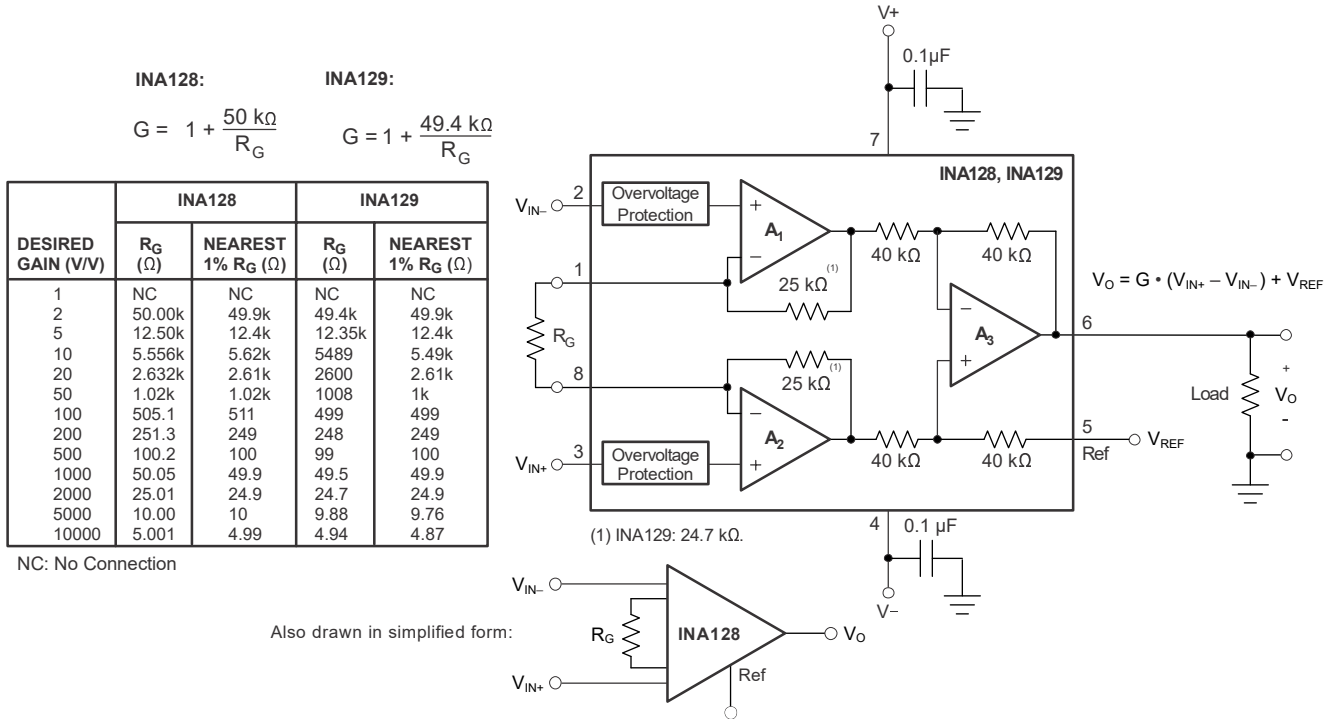 INA128:
G = 1 + 50 kΩ / R_G
INA129:
G = 1 + 49.4 kΩ / R_G
DESIRED GAIN (V/V) INA128 INA129
R_G (Ω) NEAREST 1% R_G (Ω) R_G (Ω) NEAREST 1% R_G (Ω)
1 NC NC NC NC
2 50.00k 49.9k 49.4k 49.9k
5 12.50k 12.4k 12.35k 12.4k
10 5.556k 5.62k 5489 5.49k
20 2.632k 2.61k 2600 2.61k
50 1.02k 1.02k 1008 1k
100 505.1 511 499 499
200 251.3 249 248 249
500 100.2 100 99 100
1000 50.05 49.9 49.5 49.9
2000 25.01 24.9 24.7 24.9
5000 10.00 10 9.88 9.76
10000 5.001 4.99 4.94 4.87
NC: No Connection
V+
0.1µF
7
INA128, INA129
V_IN– 2
Overvoltage
Protection
+
A_1
–
40 kΩ
40 kΩ
1
25 kΩ (1)
R_G
V_O = G • (V_IN+ – V_IN–) + V_REF
–
A_3
+
6
8
25 kΩ (1)
Load
+
V_O
-
–
A_2
+
V_IN+ 3
Overvoltage
Protection
40 kΩ
40 kΩ
5
Ref
V_REF
4
0.1 µF
V–
(1) INA129: 24.7 kΩ.
Also drawn in simplified form:
V_IN–
R_G
INA128
V_O
V_IN+
Ref